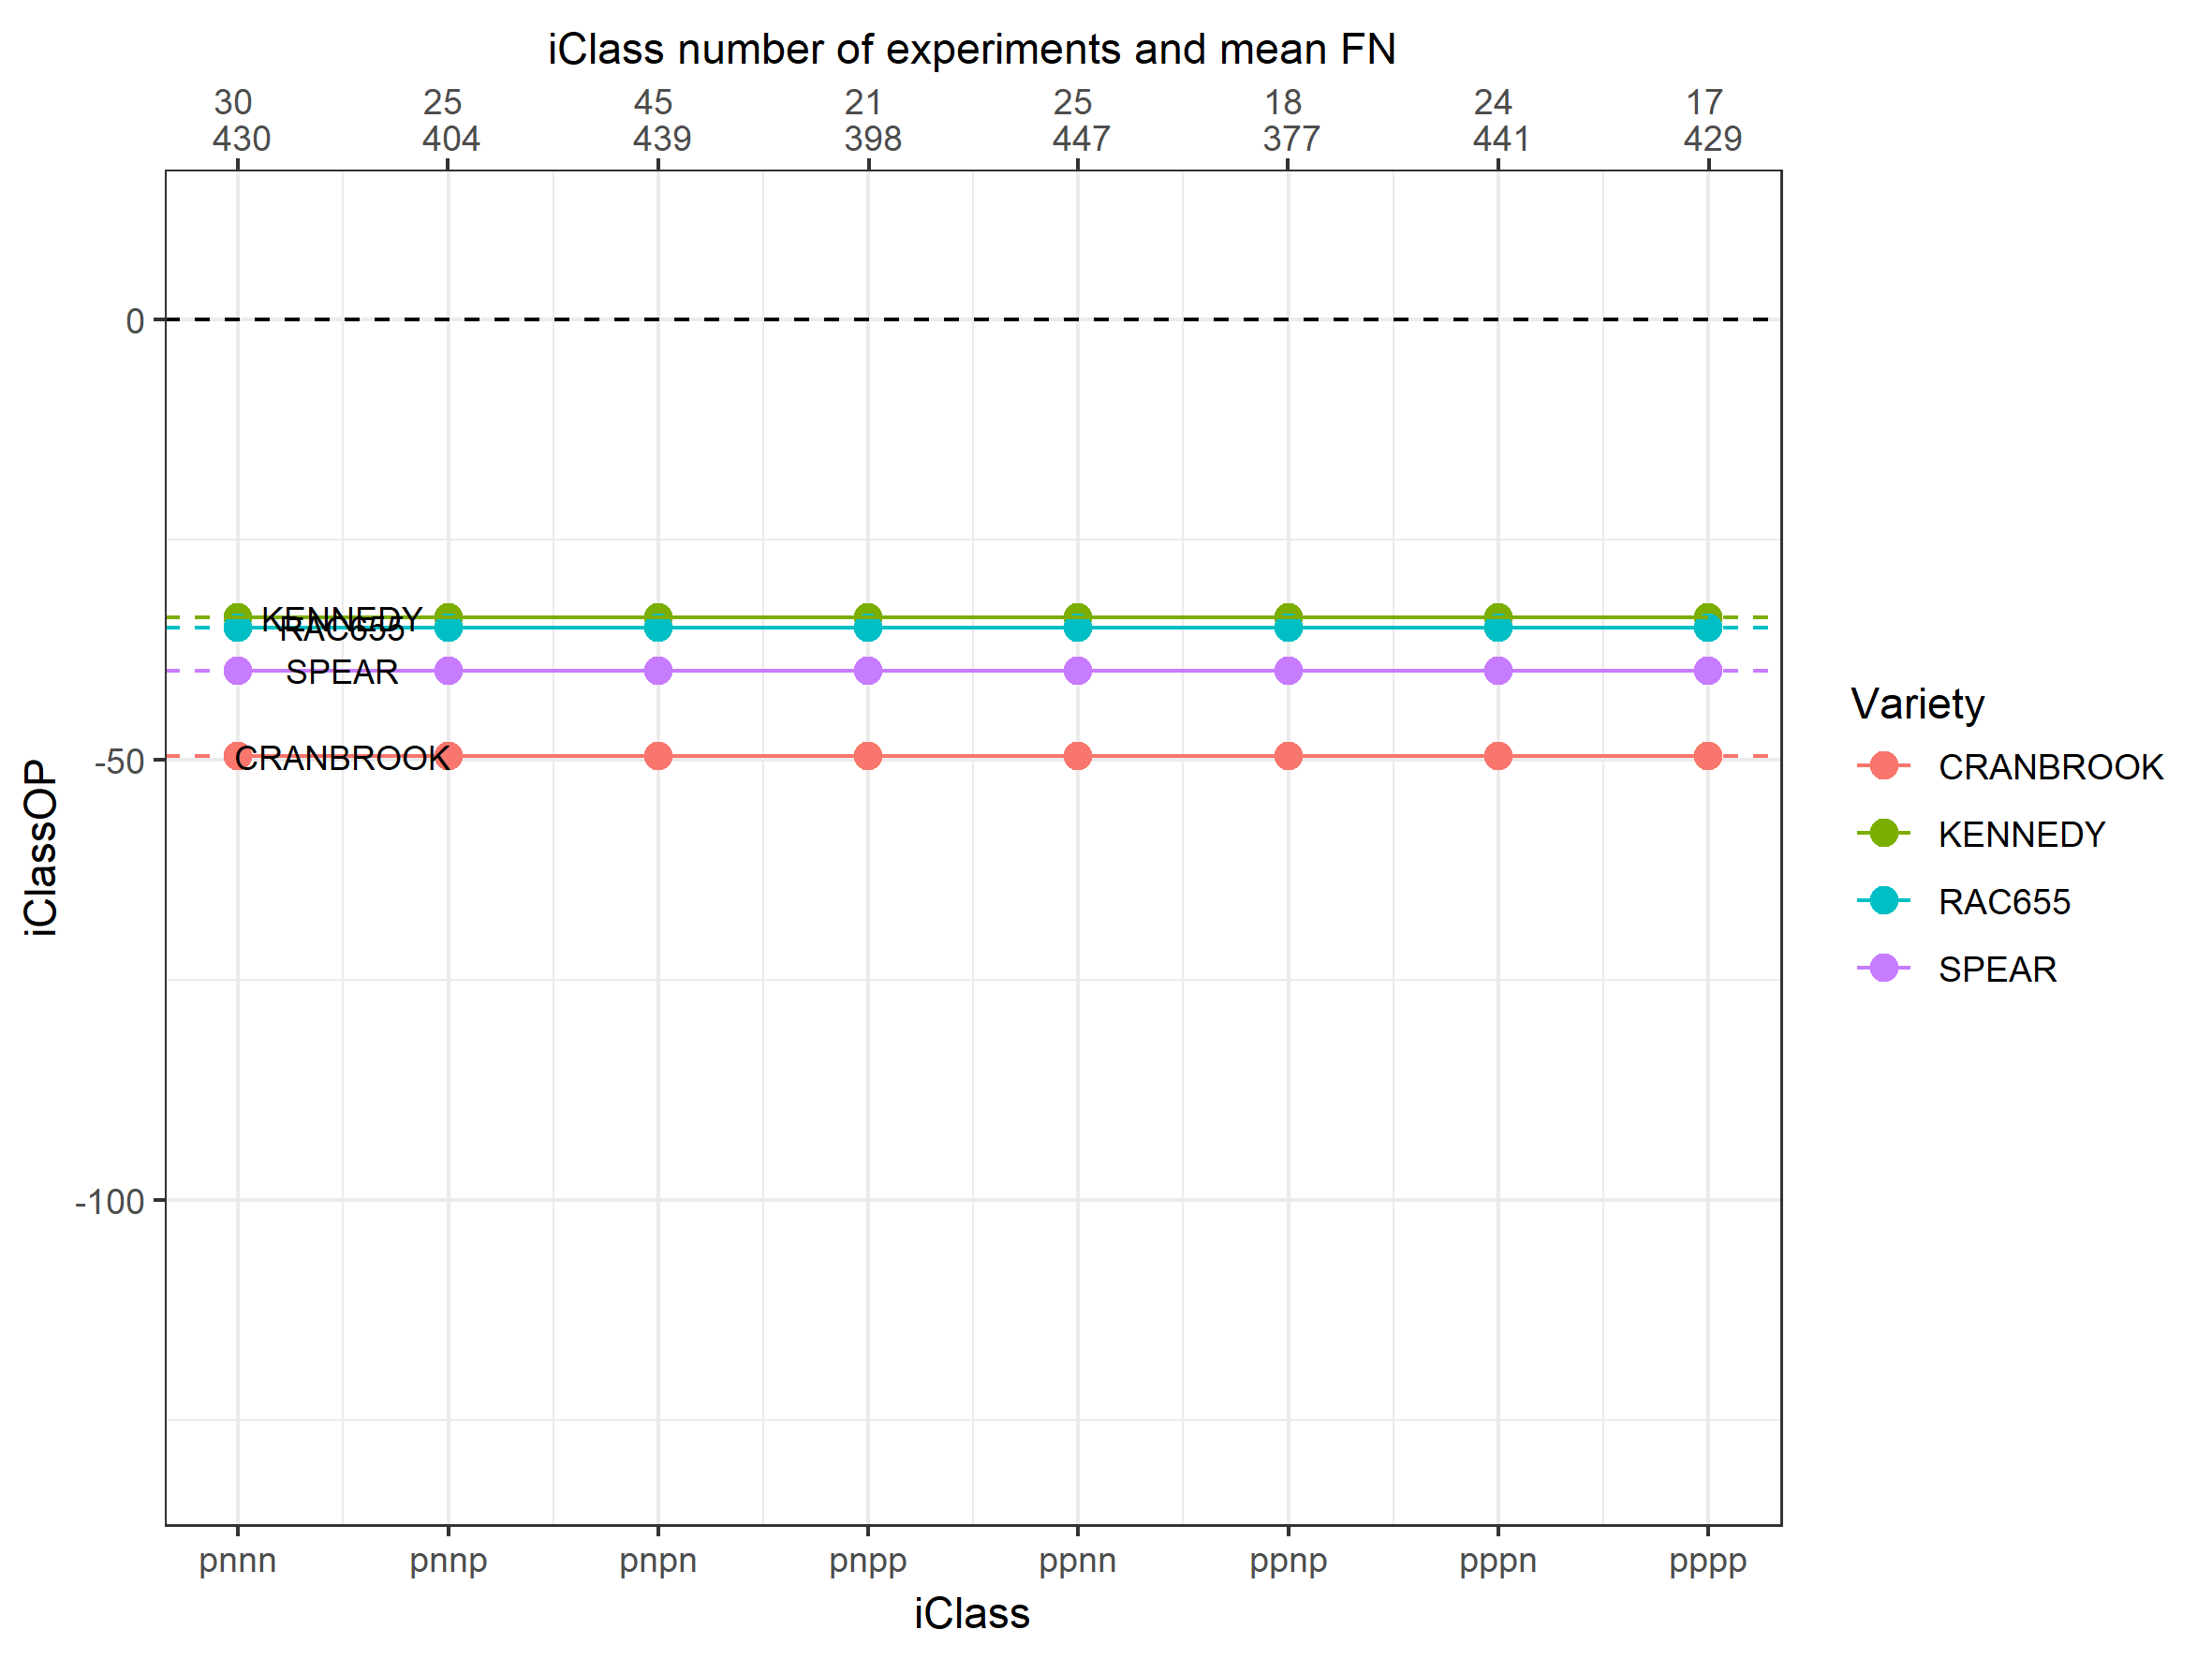 iClass number of experiments and mean FN
30 25 45 21 25 18 24 17
430 404 439 398 447 377 441 429
0
-50
-100
iClassOP
KENNEDY
RAC655
SPEAR
CRANBROOK
pnnn pnnp pnpn pnpp ppnn ppnp pppn pppp
iClass
Variety
CRANBROOK
KENNEDY
RAC655
SPEAR